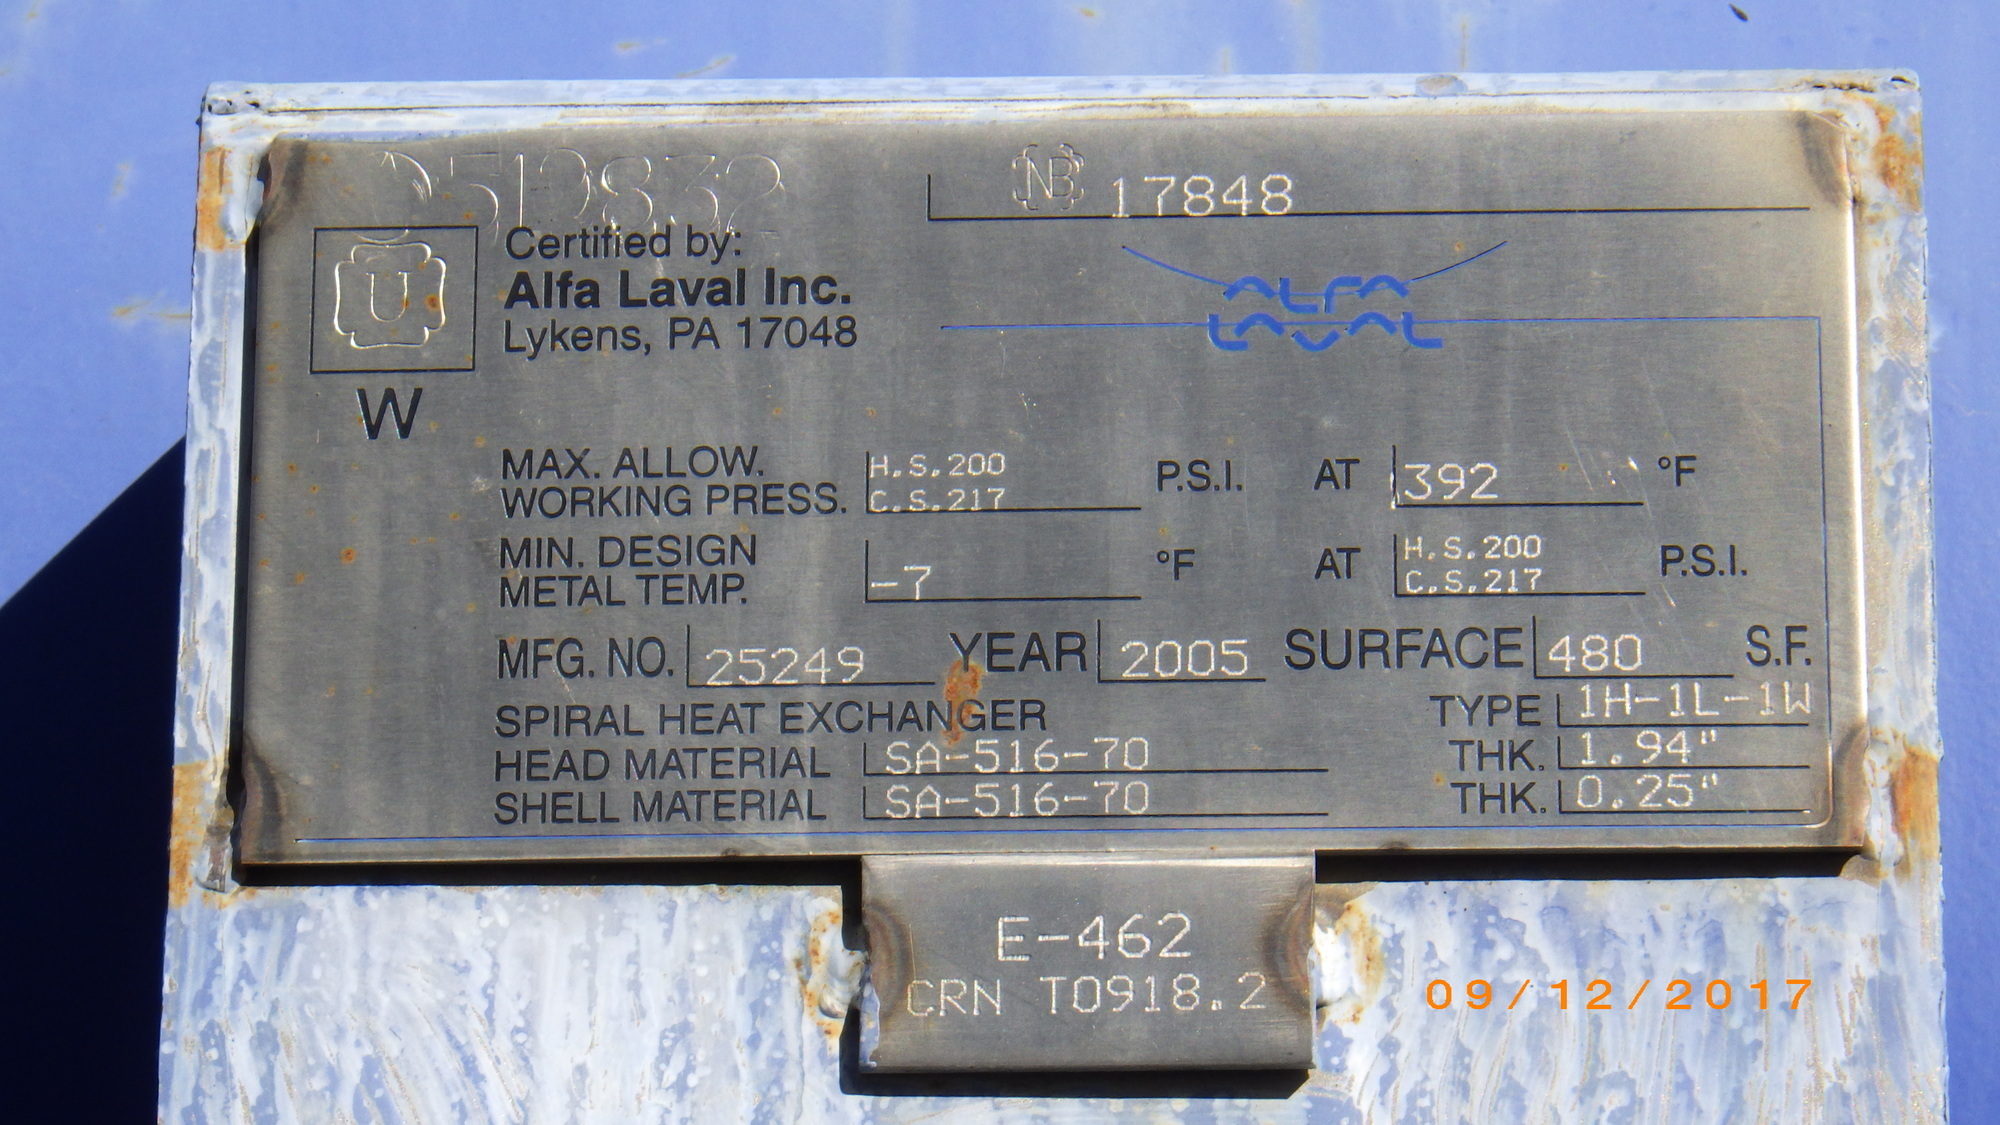 0519832
NB 17848
U
Certified by:
Alfa Laval Inc.
Lykens, PA 17048
ALFA
LAVAL
W
MAX. ALLOW. WORKING PRESS. H.S.200 C.S.217 P.S.I. AT 392 °F
MIN. DESIGN METAL TEMP. -7 °F AT H.S.200 C.S.217 P.S.I.
MFG. NO. 25249 YEAR 2005 SURFACE 480 S.F.
SPIRAL HEAT EXCHANGER TYPE 1H-1L-1W
HEAD MATERIAL SA-516-70 THK. 1.94"
SHELL MATERIAL SA-516-70 THK. 0.25"
E-462
CRN T0918.2
09/12/2017